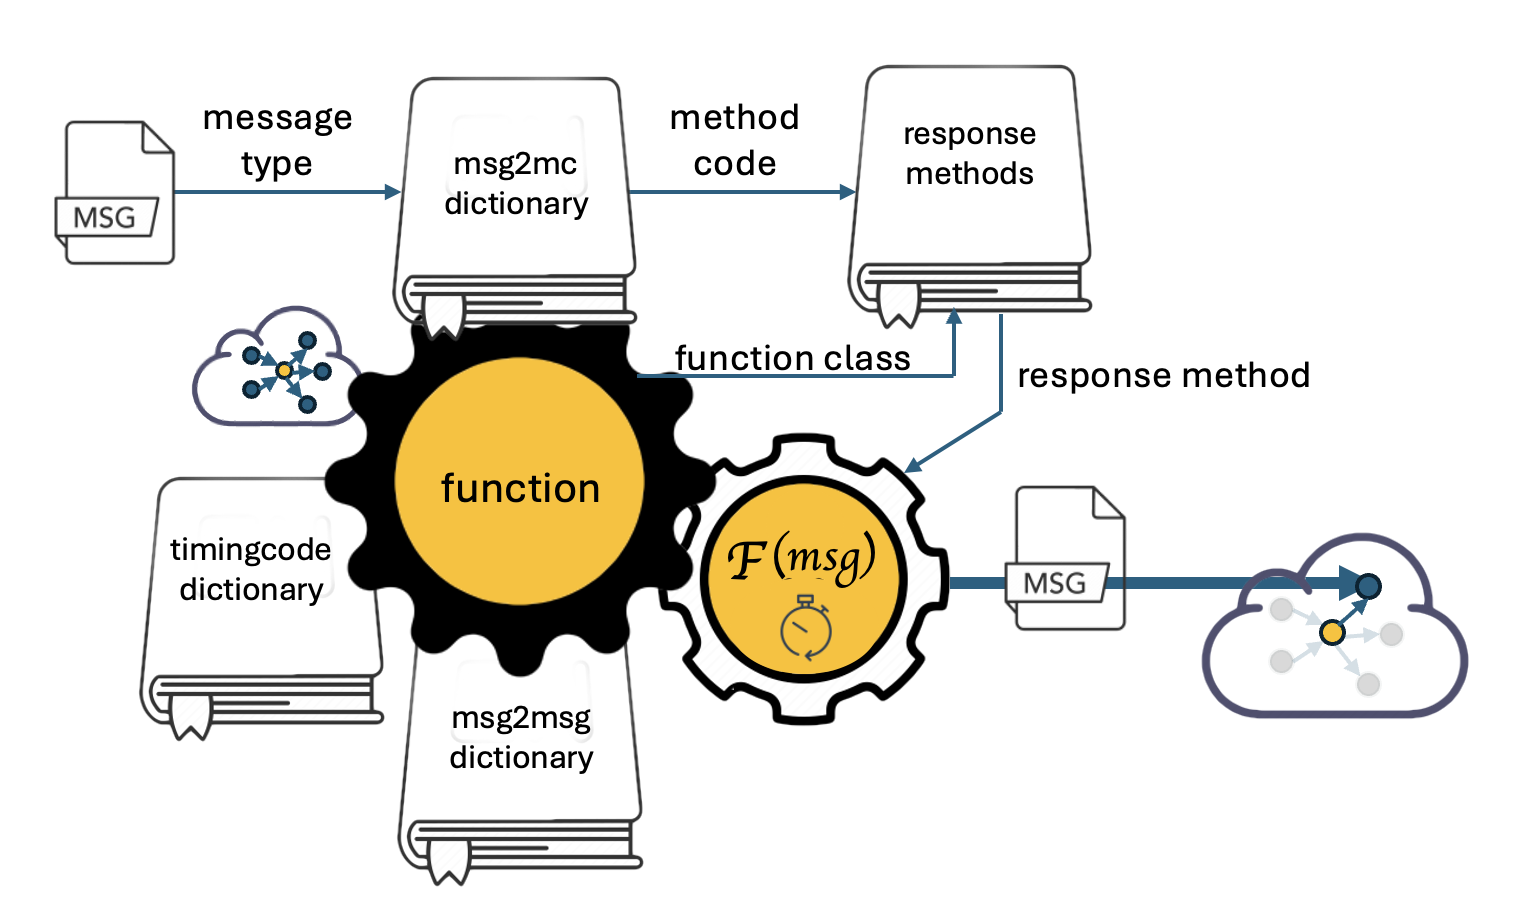 message
type
MSG
msg2mc
dictionary
method
code
response
methods
function class
response method
function
timingcode
dictionary
F(msg)
MSG
msg2msg
dictionary